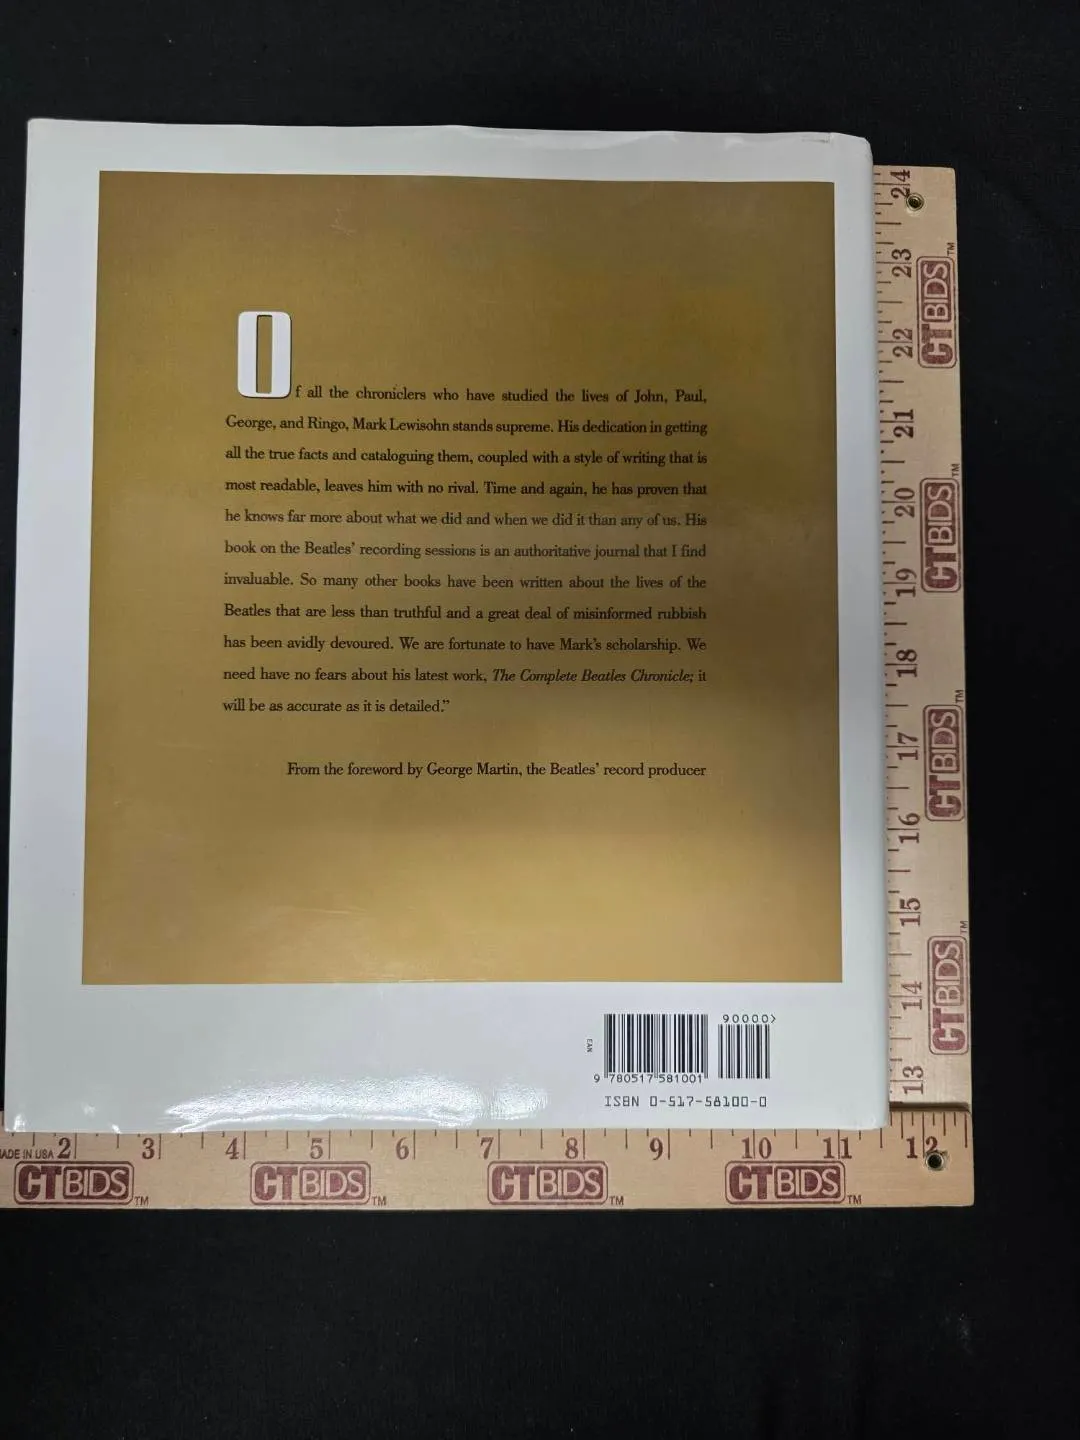 Of all the chroniclers who have studied the lives of John, Paul,
George, and Ringo, Mark Lewisohn stands supreme. His dedication in getting
all the true facts and cataloguing them, coupled with a style of writing that is
most readable, leaves him with no rival. Time and again, he has proven that
he knows far more about what we did and when we did it than any of us. His
book on the Beatles' recording sessions is an authoritative journal that I find
invaluable. So many other books have been written about the lives of the
Beatles that are less than truthful and a great deal of misinformed rubbish
has been avidly devoured. We are fortunate to have Mark's scholarship. We
need have no fears about his latest work, The Complete Beatles Chronicle; it
will be as accurate as it is detailed.”
From the foreword by George Martin, the Beatles' record producer
90000>
EAN
9 780517 581001
ISBN 0-517-58100-0
24
23
22
21
20
19
18
17
16
15
14
13
CTBIDS™
CTBIDS™
CTBIDS™
CTBIDS™
MADE IN USA 2 3 4 5 6 7 8 9 10 11 12
CTBIDS™ CTBIDS™ CTBIDS™ CTBIDS™